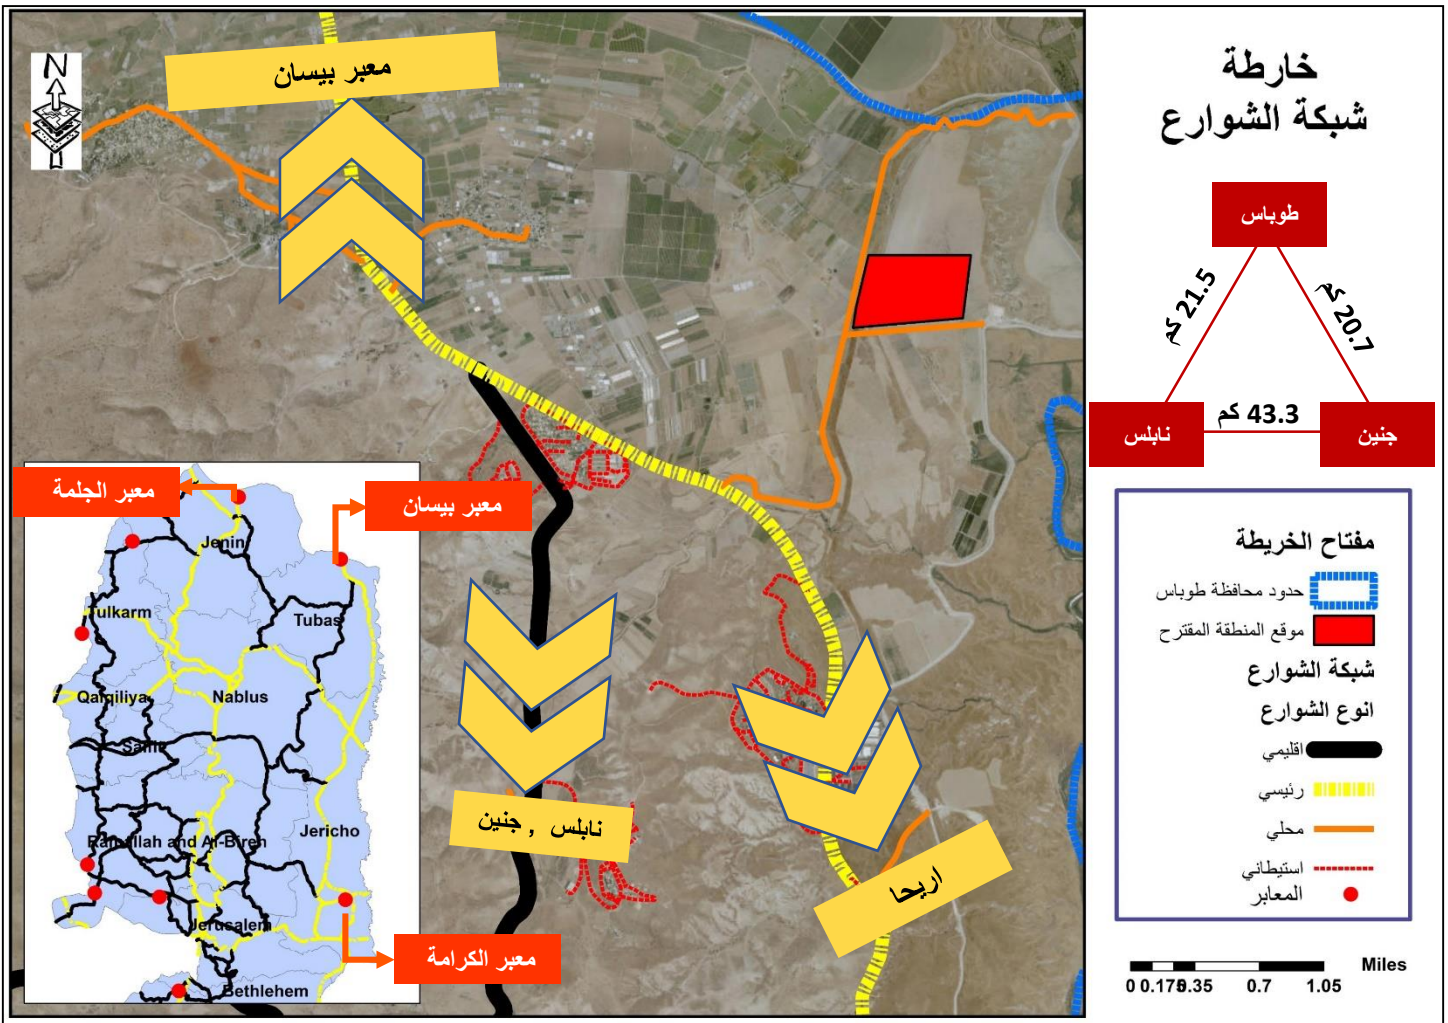 خارطة
شبكة الشوارع
طوباس
21.5 كم
20.7 كم
43.3 كم
نابلس
جنين
مفتاح الخريطة
حدود محافظة طوباس
موقع المنطقة المقترح
شبكة الشوارع
انوع الشوارع
اقليمي
رئيسي
محلي
استيطاني
المعابر
Miles
0 0.175 0.35 0.7 1.05
N
معبر بيسان
نابلس , جنين
اريحا
معبر الجلمة
معبر بيسان
Jenin
Tulkarm
Tubas
Qalqiliya
Nablus
Salfit
Jericho
Ramallah and Al-Bireh
Jerusalem
معبر الكرامة
Bethlehem